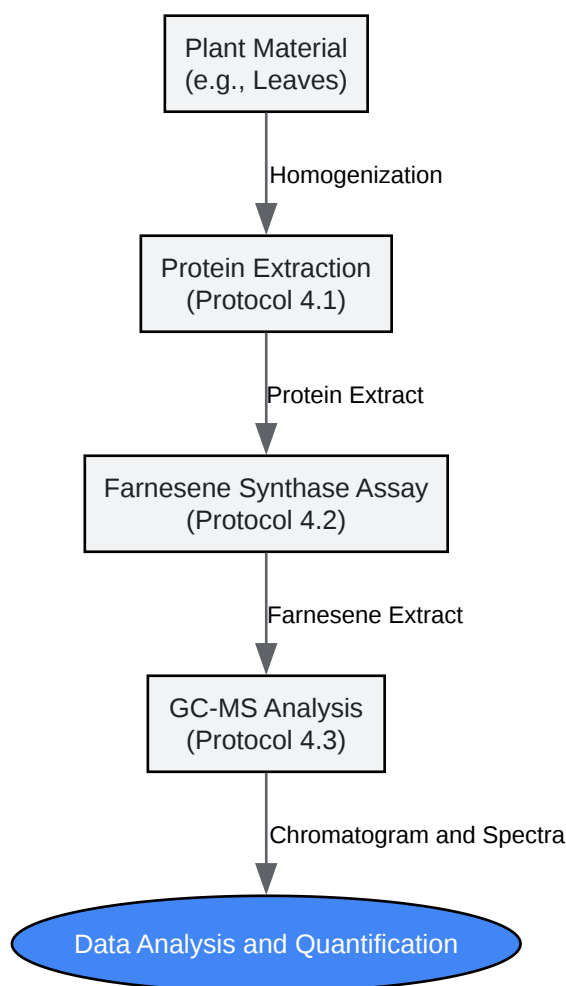 Plant Material
(e.g., Leaves)
Homogenization
Protein Extraction
(Protocol 4.1)
Protein Extract
Farnesene Synthase Assay
(Protocol 4.2)
Farnesene Extract
GC-MS Analysis
(Protocol 4.3)
Chromatogram and Spectra
Data Analysis and Quantification